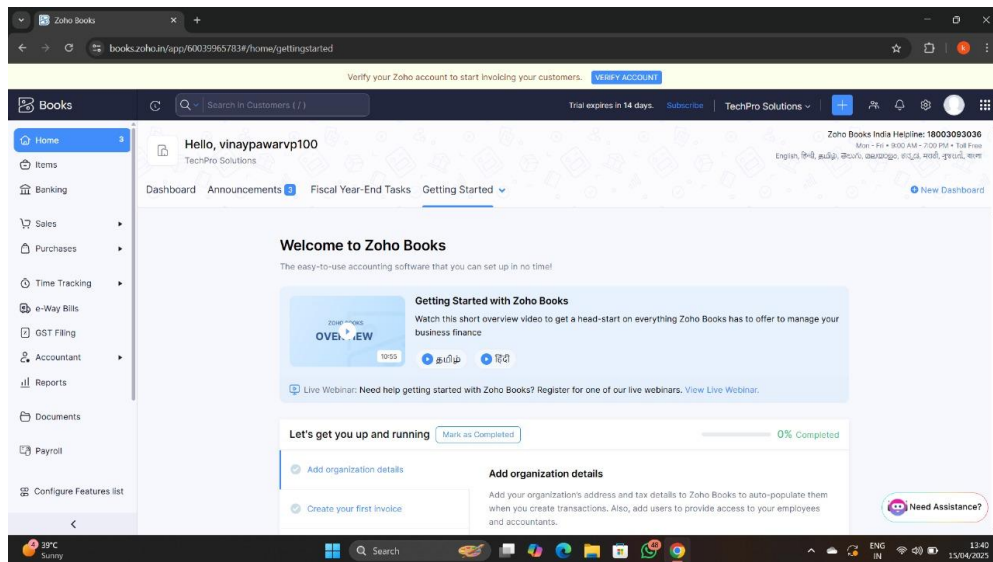 Zoho Books
books.zoho.in/app/60039965783#/home/gettingstarted
Verify your Zoho account to start invoicing your customers. VERIFY ACCOUNT
Books
Search in Customers ( / )
Trial expires in 14 days. Subscribe TechPro Solutions
Home 3
Items
Banking
Sales
Purchases
Time Tracking
e-Way Bills
GST Filing
Accountant
Reports
Documents
Payroll
Configure Features list
Hello, vinaypawarvp100
TechPro Solutions
Zoho Books India Helpline: 18003093036
Mon - Fri • 9:00 AM - 7:00 PM • Toll Free
English, हिन्दी, தமிழ், తెలుగు, മലയാളം, ಕನ್ನಡ, मराठी, ગુજરાતી, বাংলা
Dashboard Announcements 3 Fiscal Year-End Tasks Getting Started
New Dashboard
Welcome to Zoho Books
The easy-to-use accounting software that you can set up in no time!
ZOHO BOOKS
10:55
Getting Started with Zoho Books
Watch this short overview video to get a head-start on everything Zoho Books has to offer to manage your
business finance
தமிழ் हिंदी
Live Webinar: Need help getting started with Zoho Books? Register for one of our live webinars. View Live Webinar.
Let's get you up and running Mark as Completed 0% Completed
Add organization details
Create your first invoice
Add organization details
Add your organization's address and tax details to Zoho Books to auto-populate them
when you create transactions. Also, add users to provide access to your employees
and accountants.
Need Assistance?
4
39°C
Sunny
Search
48
ENG
IN
13:40
15/04/2025